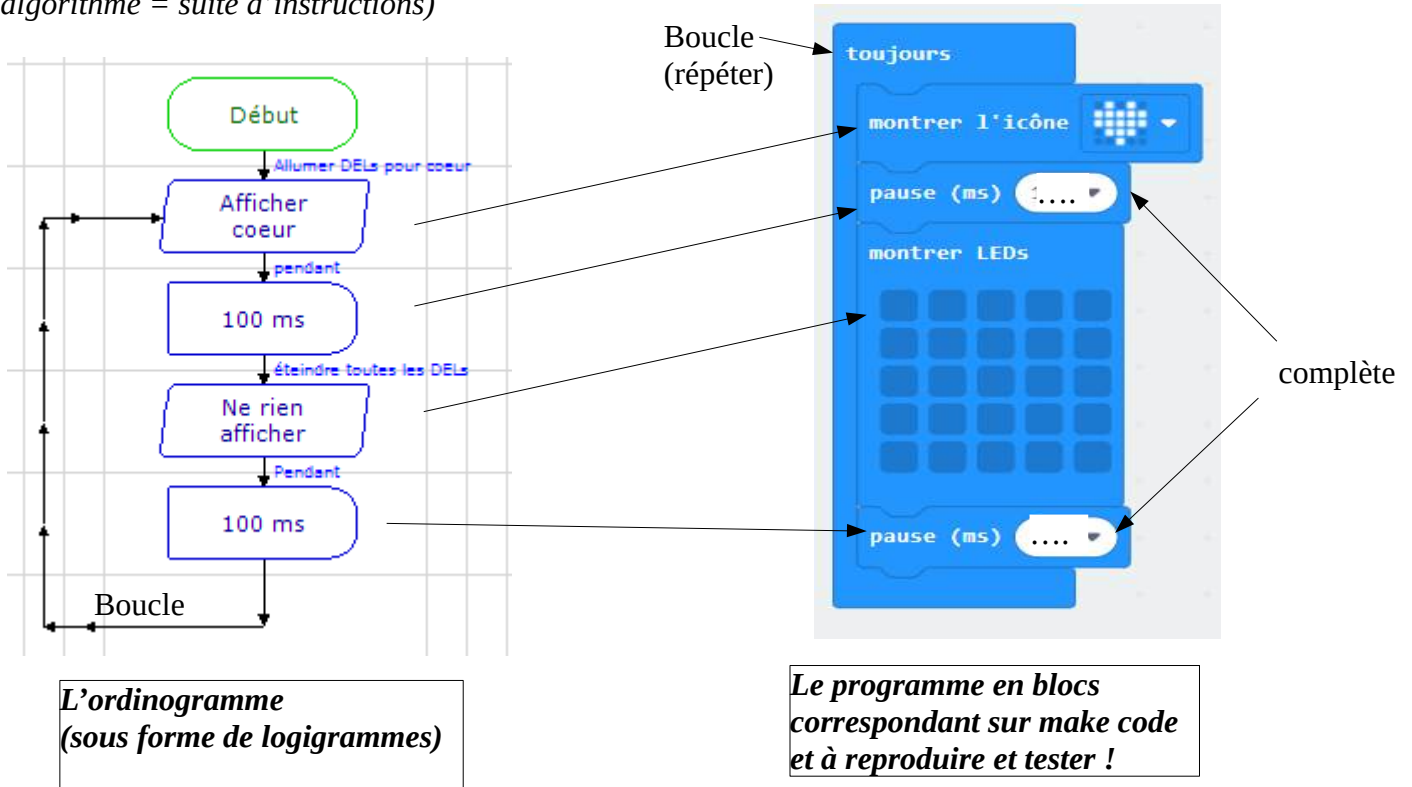 algorithme = suite d'instructions)
Début
Allumer DELs pour coeur
Afficher
coeur
pendant
100 ms
éteindre toutes les DELs
Ne rien
afficher
Pendant
100 ms
Boucle
L'ordinogramme
(sous forme de logigrammes)
Boucle
(répéter)
toujours
montrer l'icône
pause (ms) ....
montrer LEDs
pause (ms) ....
complète
Le programme en blocs
correspondant sur make code
et à reproduire et tester !